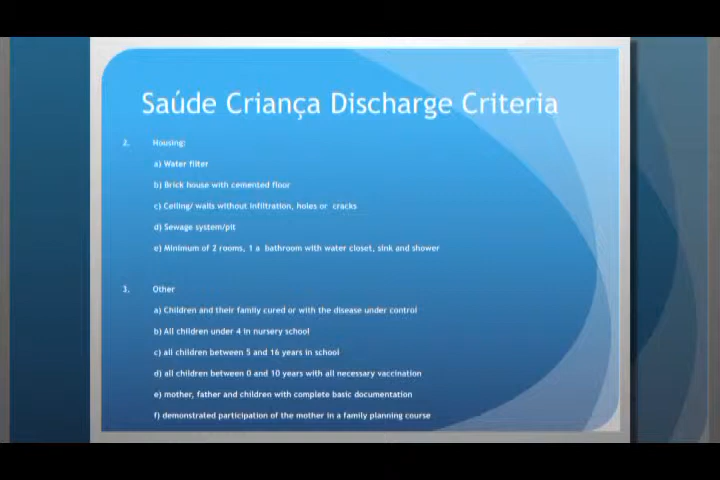 Saúde Criança Discharge Criteria
2. Housing:
a) Water filter
b) Brick house with cemented floor
c) Ceiling/ walls without infiltration, holes or cracks
d) Sewage system/pit
e) Minimum of 2 rooms, 1 a bathroom with water closet, sink and shower
3. Other
a) Children and their family cured or with the disease under control
b) All children under 4 in nursery school
c) all children between 5 and 16 years in school
d) all children between 0 and 10 years with all necessary vaccination
e) mother, father and children with complete basic documentation
f) demonstrated participation of the mother in a family planning course